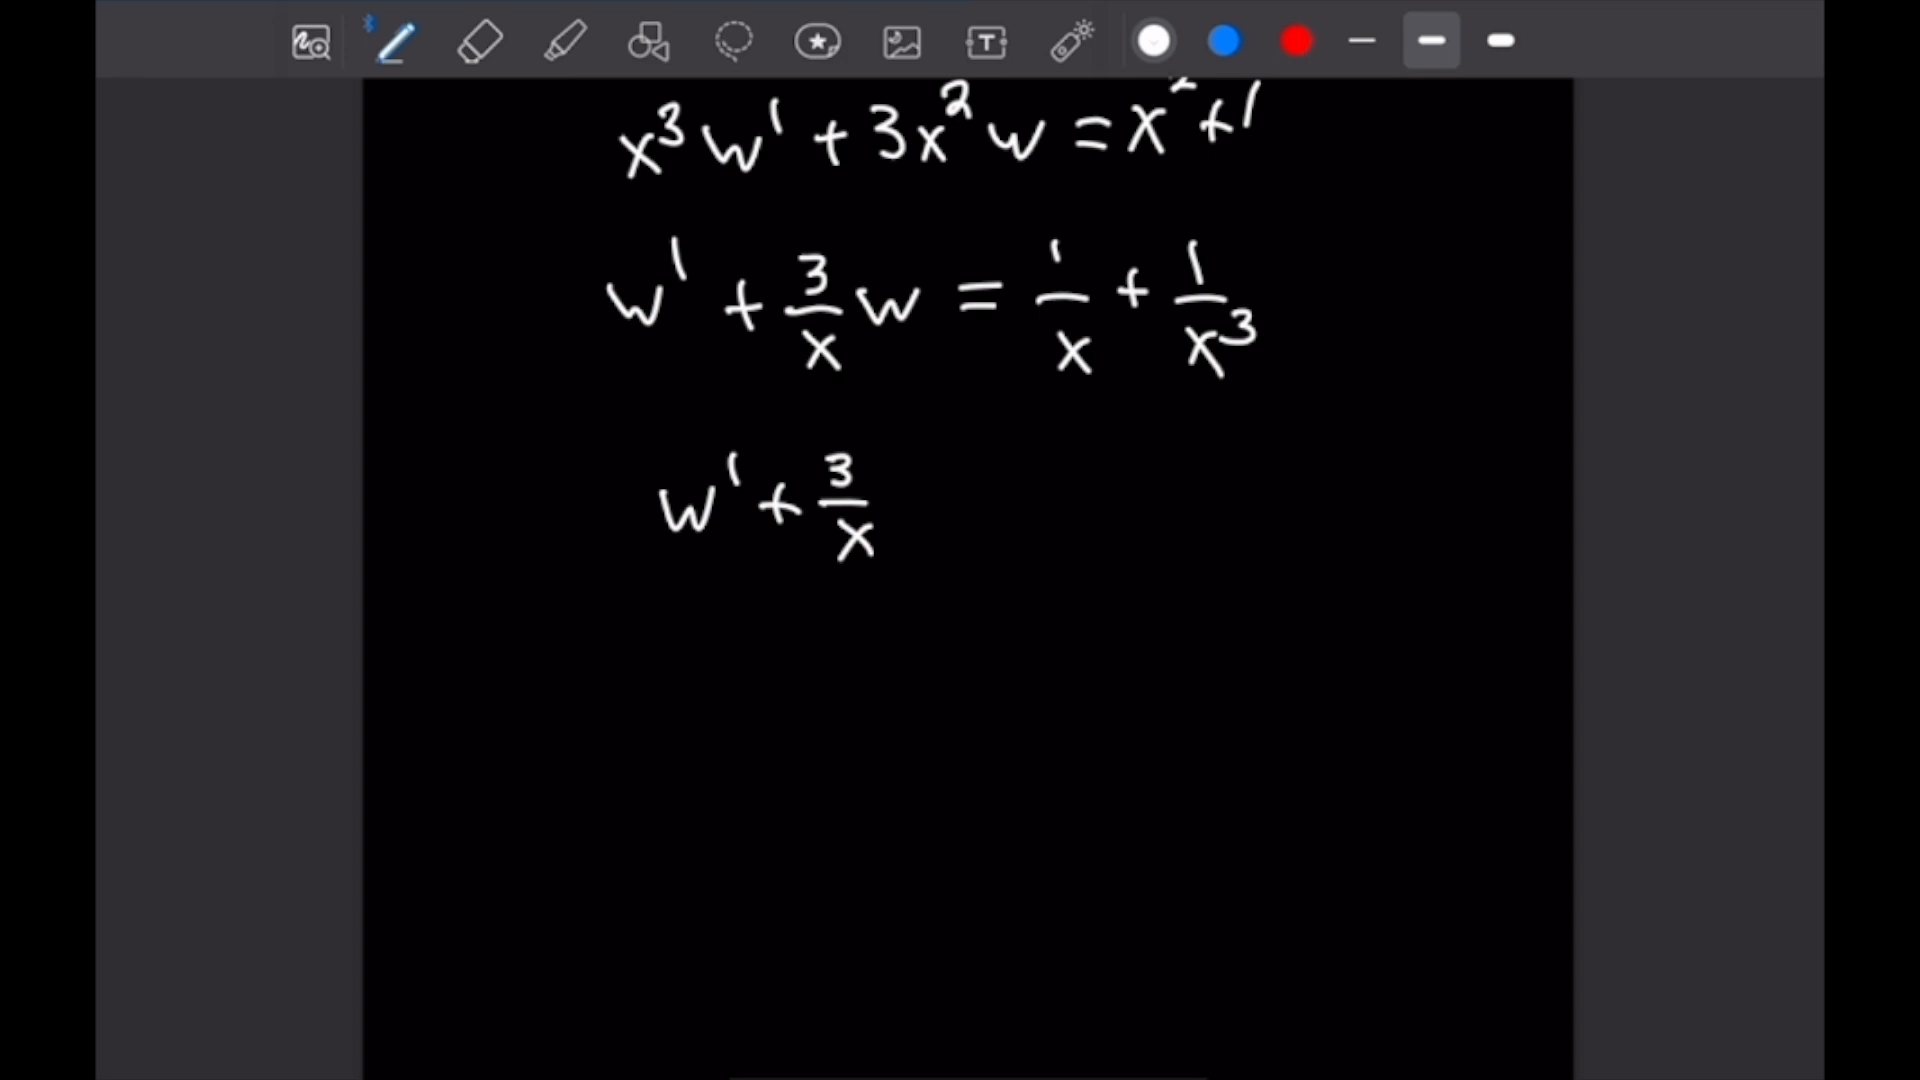 x³w' + 3x²w = x² + 1
w' + 3/x w = 1/x + 1/x³
w' + 3/x